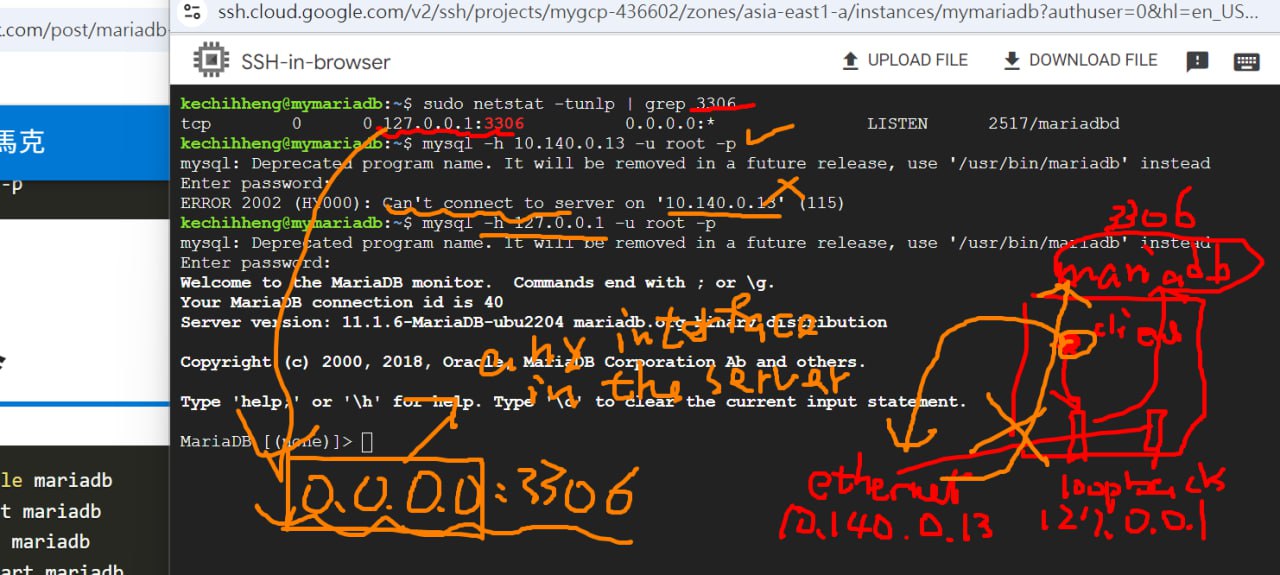 ssh.cloud.google.com/v2/ssh/projects/mygcp-436602/zones/asia-east1-a/instances/mymariadb?authuser=0&hl=en_US...
.com/post/mariadb-
SSH-in-browser
UPLOAD FILE
DOWNLOAD FILE
kechihheng@mymariadb:~$ sudo netstat -tunlp | grep 3306
tcp 0 0 127.0.0.1:3306 0.0.0.0:* LISTEN 2517/mariadbd
馬克
kechihheng@mymariadb:~$ mysql -h 10.140.0.13 -u root -p
mysql: Deprecated program name. It will be removed in a future release, use '/usr/bin/mariadb' instead
-p
Enter password:
ERROR 2002 (HY000): Can't connect to server on '10.140.0.13' (115)
kechihheng@mymariadb:~$ mysql -h 127.0.0.1 -u root -p
3306
mysql: Deprecated program name. It will be removed in a future release, use '/usr/bin/mariadb' instead
Enter password:
mariadb
Welcome to the MariaDB monitor. Commands end with ; or \g.
Your MariaDB connection id is 40
Server version: 11.1.6-MariaDB-ubu2204 mariadb.org binary distribution
client
any interface
Copyright (c) 2000, 2018, Oracle, MariaDB Corporation Ab and others.
in the server
Type 'help;' or '\h' for help. Type '\c' to clear the current input statement.
MariaDB [(none)]>
le mariadb
0.0.0.0:3306
ethernet
10.140.0.13
loopback
127.0.0.1
t mariadb
mariadb
art mariadb